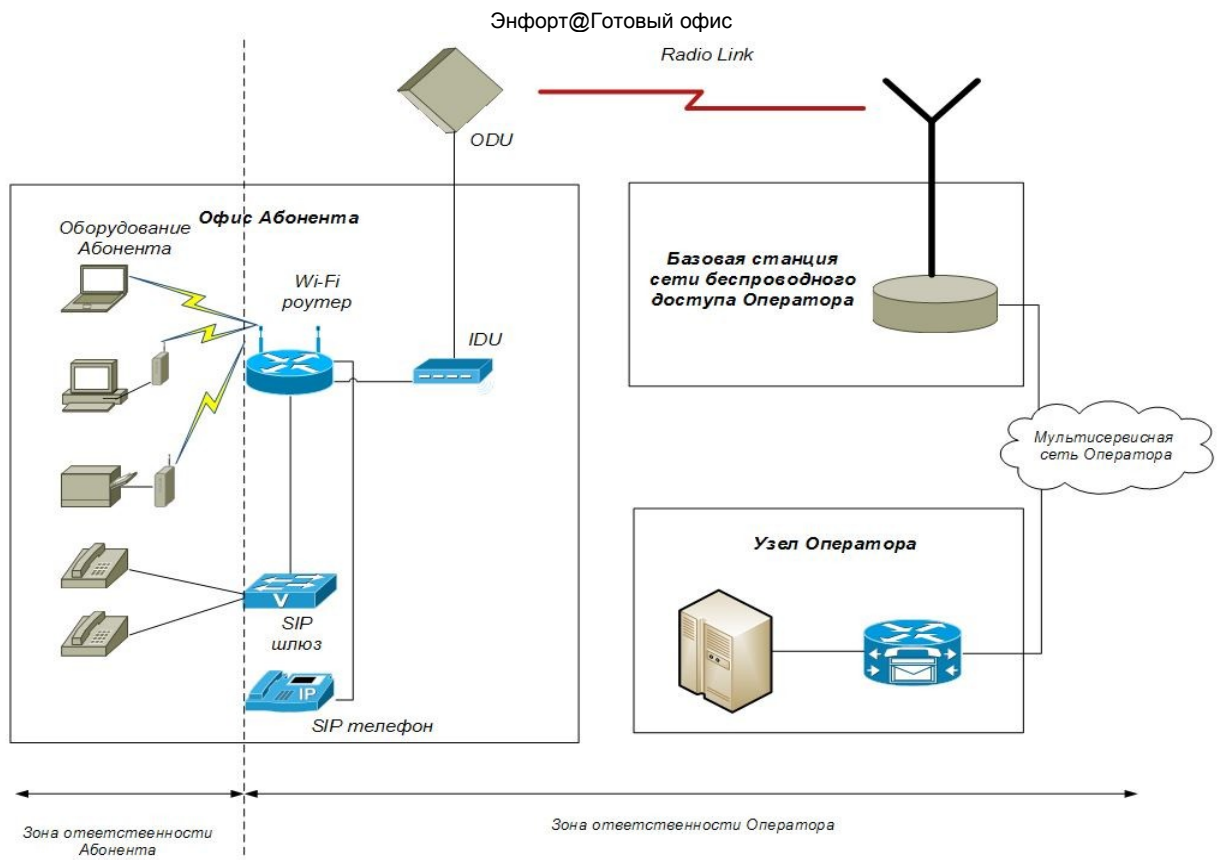 Энфорт@Готовый офис
Radio Link
ODU
Офис Абонента
Оборудование
Абонента
Wi-Fi
роутер
IDU
Базовая станция
сети беспроводного
доступа Оператора
Мультисервисная
сеть Оператора
Узел Оператора
V
SIP
шлюз
IP
SIP телефон
Зона ответственности
Абонента
Зона ответственности Оператора